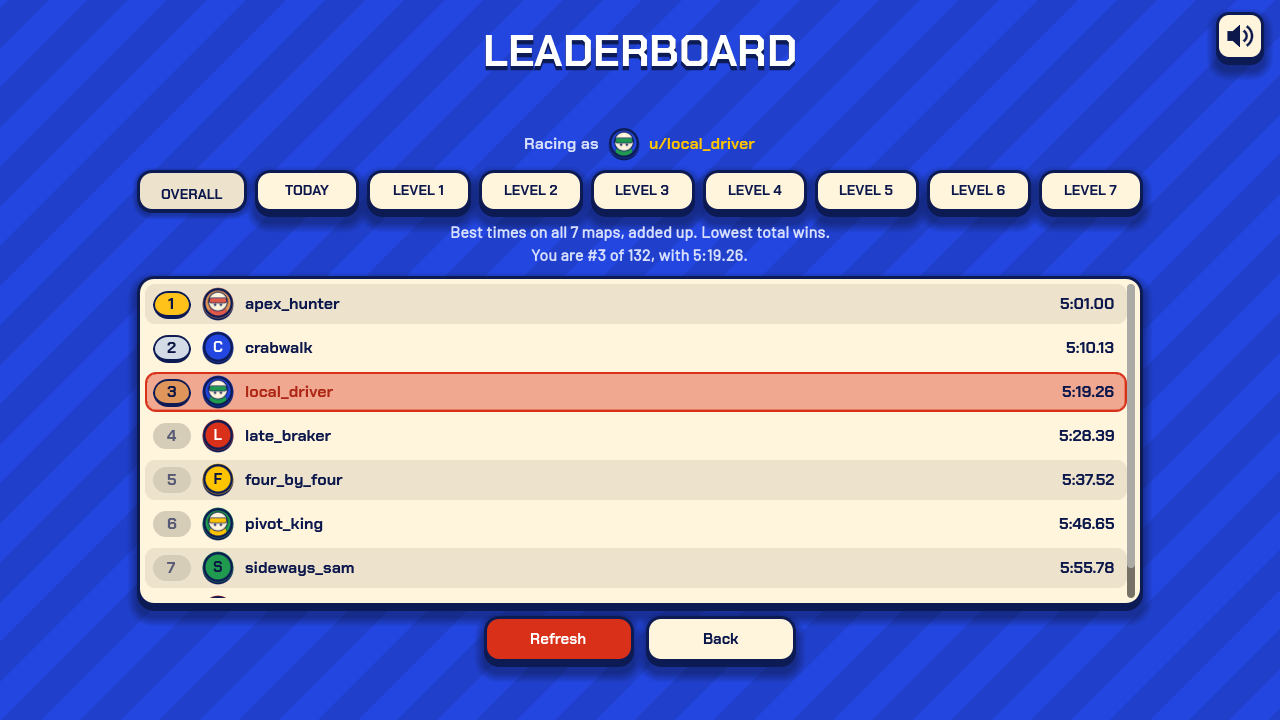 LEADERBOARD
Racing as u/local_driver
OVERALL TODAY LEVEL 1 LEVEL 2 LEVEL 3 LEVEL 4 LEVEL 5 LEVEL 6 LEVEL 7
Best times on all 7 maps, added up. Lowest total wins.
You are #3 of 132, with 5:19.26.
1 apex_hunter 5:01.00
2 C crabwalk 5:10.13
3 local_driver 5:19.26
4 L late_braker 5:28.39
5 F four_by_four 5:37.52
6 pivot_king 5:46.65
7 S sideways_sam 5:55.78
Refresh Back